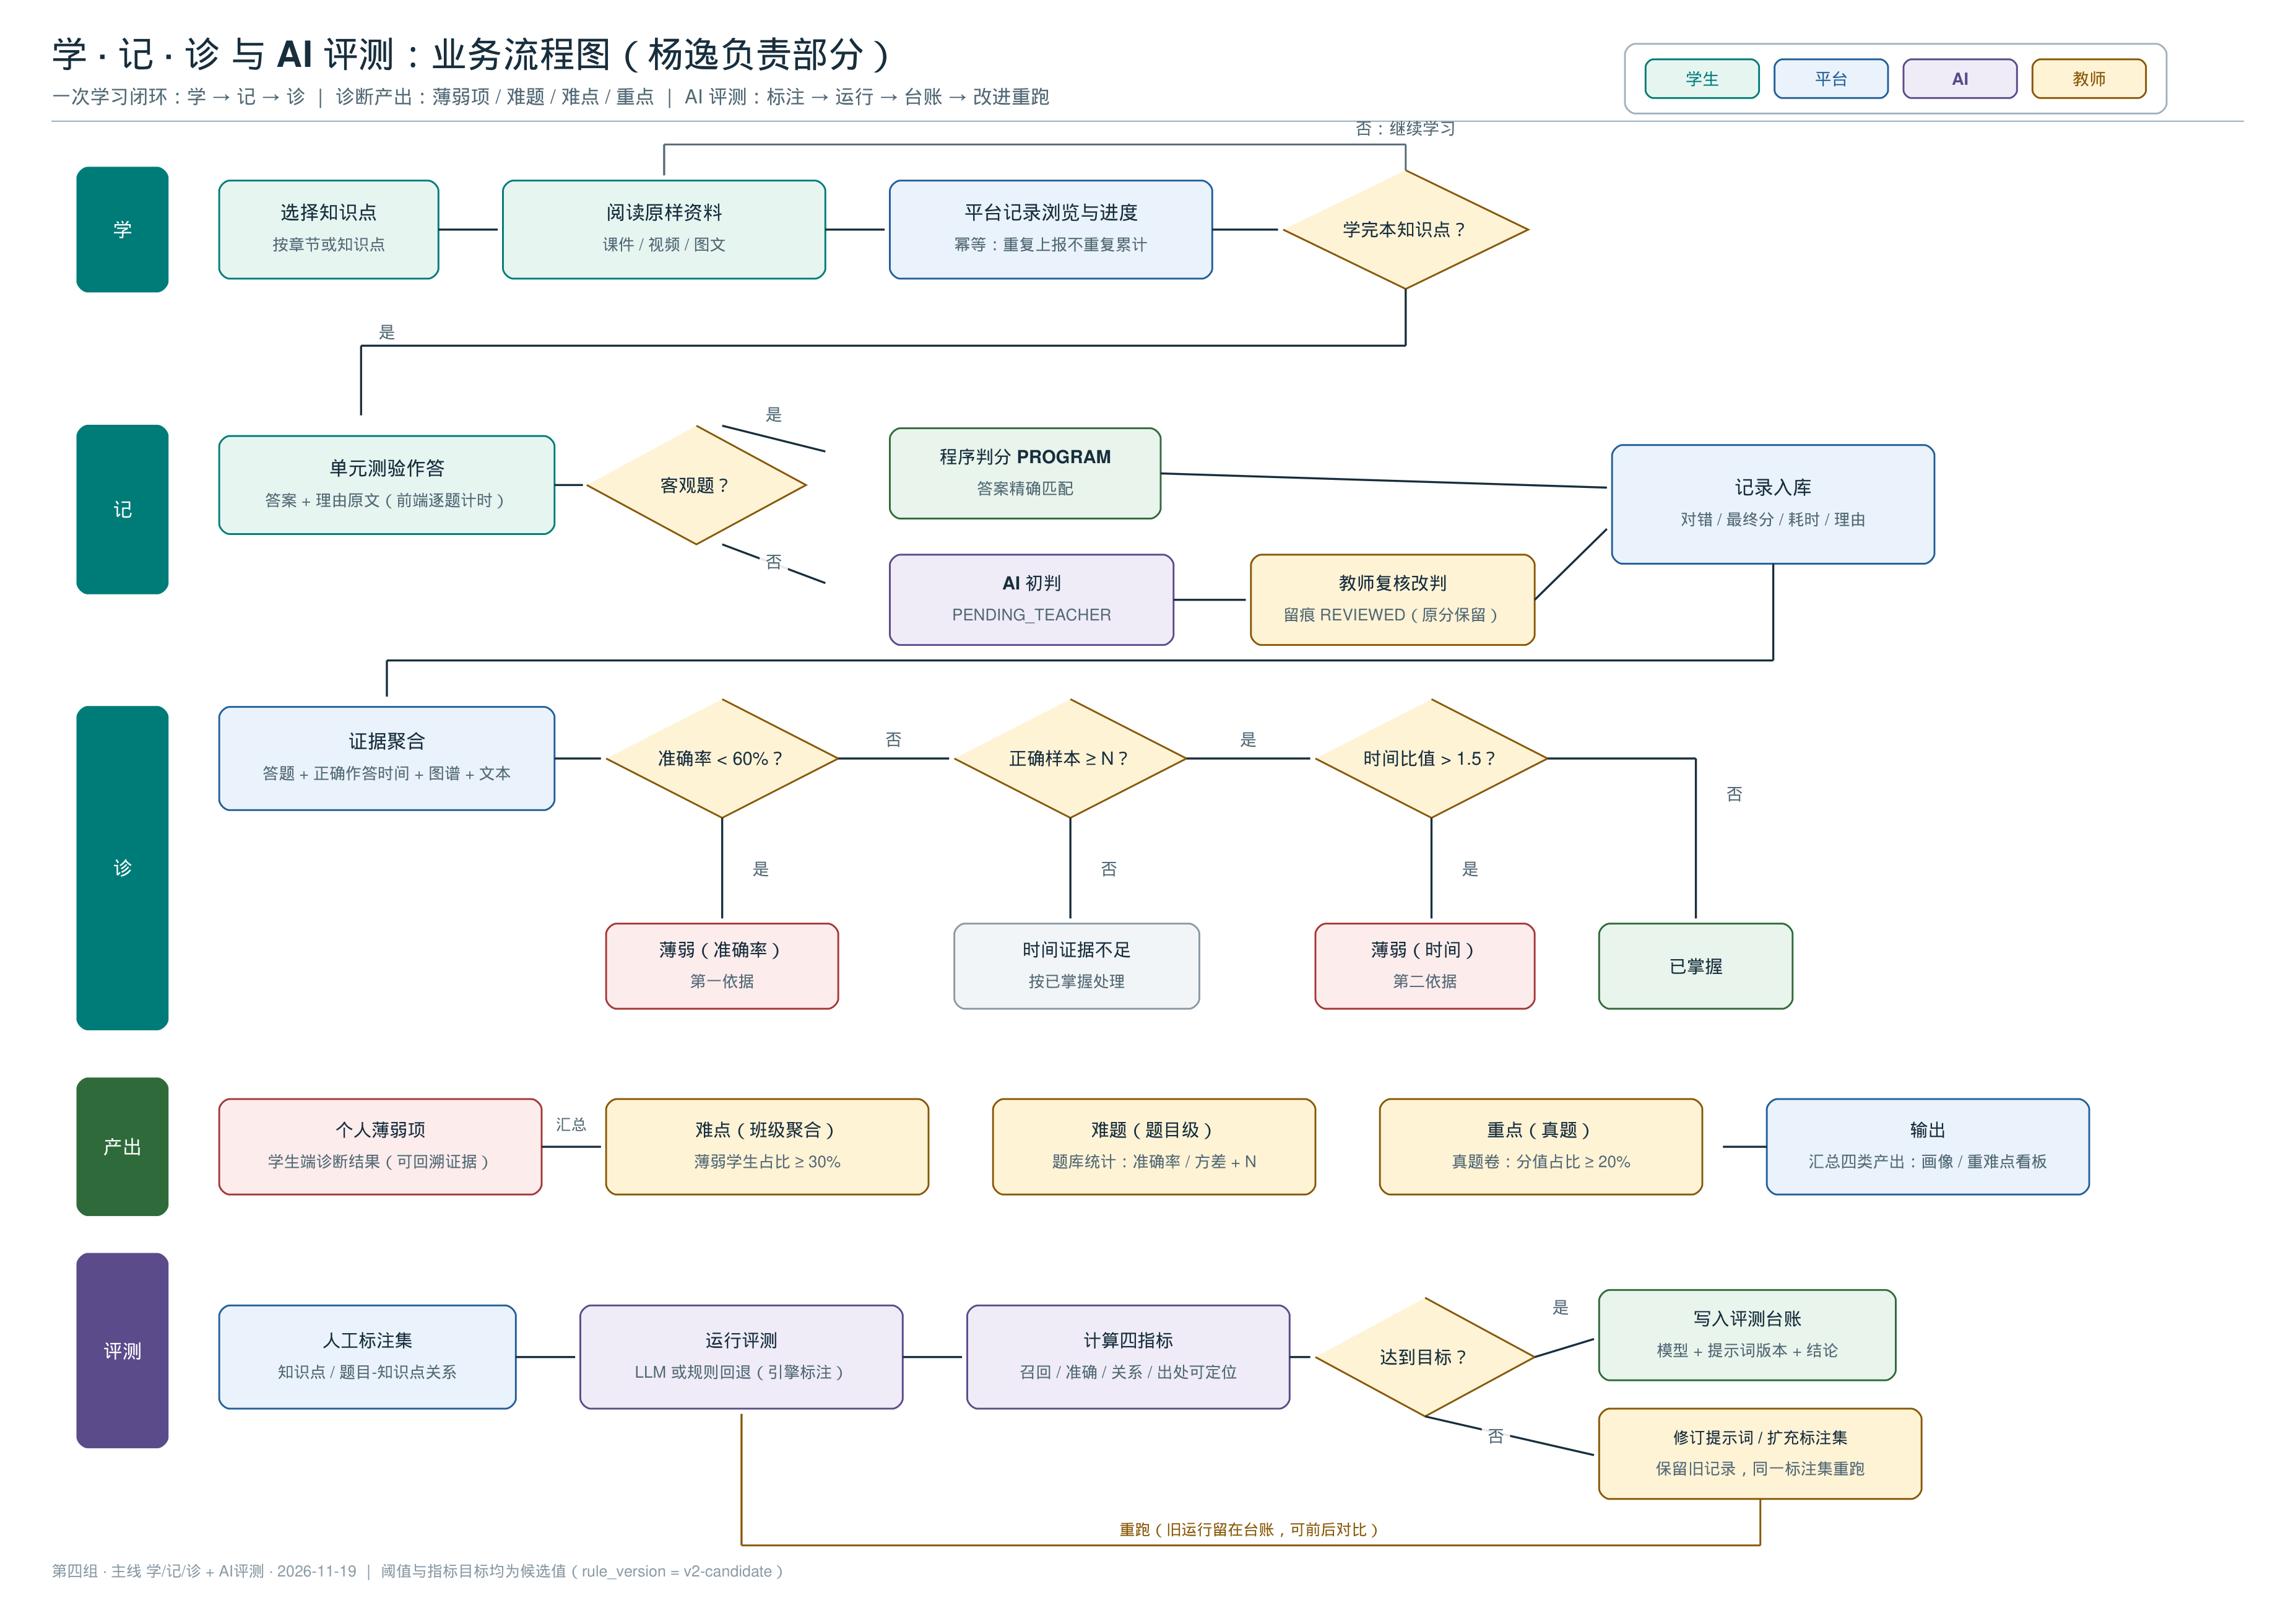 学 · 记 · 诊 与 AI 评测：业务流程图（杨逸负责部分）
一次学习闭环：学 → 记 → 诊 | 诊断产出：薄弱项 / 难题 / 难点 / 重点 | AI 评测：标注 → 运行 → 台账 → 改进重跑
学生
平台
AI
教师
否：继续学习
学
选择知识点
按章节或知识点
阅读原样资料
课件 / 视频 / 图文
平台记录浏览与进度
幂等：重复上报不重复累计
学完本知识点？
是
记
单元测验作答
答案 + 理由原文（前端逐题计时）
客观题？
是
否
程序判分 PROGRAM
答案精确匹配
AI 初判
PENDING_TEACHER
教师复核改判
留痕 REVIEWED（原分保留）
记录入库
对错 / 最终分 / 耗时 / 理由
诊
证据聚合
答题 + 正确作答时间 + 图谱 + 文本
准确率 < 60%？
否
正确样本 ≥ N？
是
时间比值 > 1.5？
否
是
否
是
薄弱（准确率）
第一依据
时间证据不足
按已掌握处理
薄弱（时间）
第二依据
已掌握
产出
个人薄弱项
学生端诊断结果（可回溯证据）
汇总
难点（班级聚合）
薄弱学生占比 ≥ 30%
难题（题目级）
题库统计：准确率 / 方差 + N
重点（真题）
真题卷：分值占比 ≥ 20%
输出
汇总四类产出：画像 / 重难点看板
评测
人工标注集
知识点 / 题目-知识点关系
运行评测
LLM 或规则回退（引擎标注）
计算四指标
召回 / 准确 / 关系 / 出处可定位
达到目标？
是
否
写入评测台账
模型 + 提示词版本 + 结论
修订提示词 / 扩充标注集
保留旧记录，同一标注集重跑
重跑（旧运行留在台账，可前后对比）
第四组 · 主线 学/记/诊 + AI评测 · 2026-11-19 | 阈值与指标目标均为候选值（rule_version = v2-candidate）